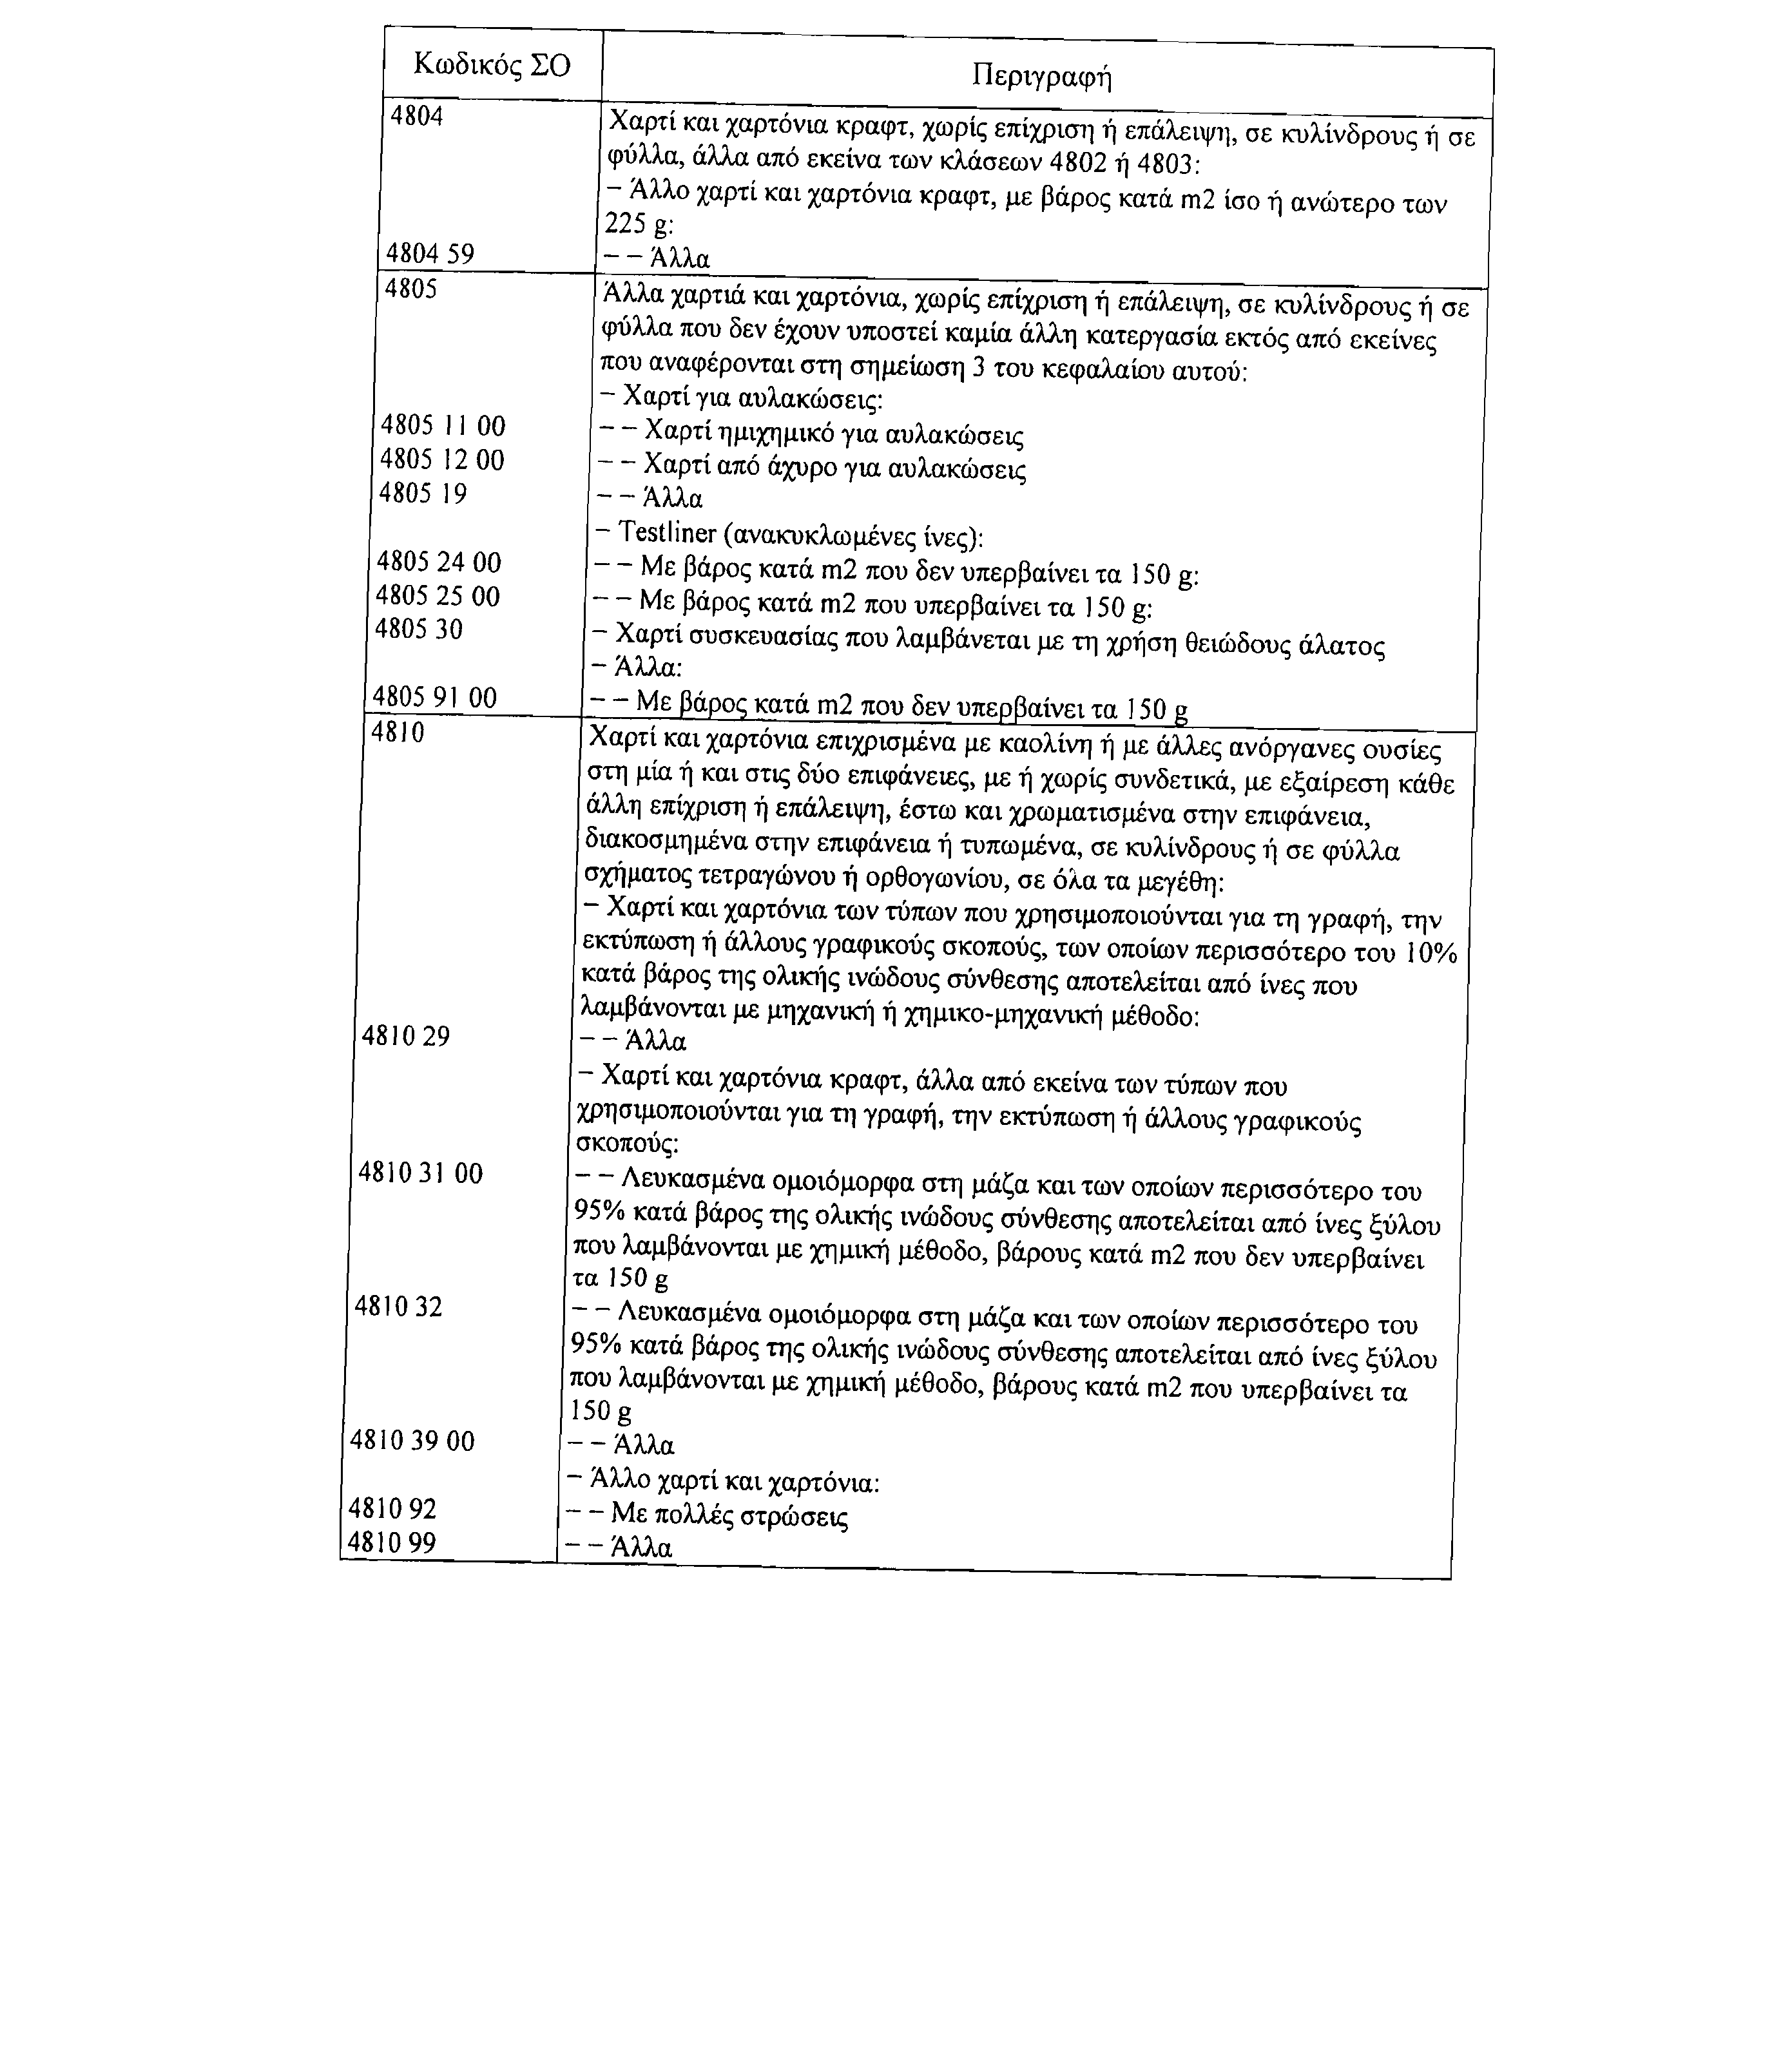 Κωδικός ΣΟ
Περιγραφή
4804
Χαρτί και χαρτόνια κραφτ, χωρίς επίχριση ή επάλειψη, σε κυλίνδρους ή σε
φύλλα, άλλα από εκείνα των κλάσεων 4802 ή 4803:
− Άλλο χαρτί και χαρτόνια κραφτ, με βάρος κατά m2 ίσο ή ανώτερο των
225 g:
4804 59
− − Άλλα
4805
Άλλα χαρτιά και χαρτόνια, χωρίς επίχριση ή επάλειψη, σε κυλίνδρους ή σε
φύλλα που δεν έχουν υποστεί καμία άλλη κατεργασία εκτός από εκείνες
που αναφέρονται στη σημείωση 3 του κεφαλαίου αυτού:
− Χαρτί για αυλακώσεις:
4805 11 00
− − Χαρτί ημιχημικό για αυλακώσεις
4805 12 00
− − Χαρτί από άχυρο για αυλακώσεις
4805 19
− − Άλλα
− Testliner (ανακυκλωμένες ίνες):
4805 24 00
− − Με βάρος κατά m2 που δεν υπερβαίνει τα 150 g:
4805 25 00
− − Με βάρος κατά m2 που υπερβαίνει τα 150 g:
4805 30
− Χαρτί συσκευασίας που λαμβάνεται με τη χρήση θειώδους άλατος
− Άλλα:
4805 91 00
− − Με βάρος κατά m2 που δεν υπερβαίνει τα 150 g
4810
Χαρτί και χαρτόνια επιχρισμένα με καολίνη ή με άλλες ανόργανες ουσίες
στη μία ή και στις δύο επιφάνειες, με ή χωρίς συνδετικά, με εξαίρεση κάθε
άλλη επίχριση ή επάλειψη, έστω και χρωματισμένα στην επιφάνεια,
διακοσμημένα στην επιφάνεια ή τυπωμένα, σε κυλίνδρους ή σε φύλλα
σχήματος τετραγώνου ή ορθογωνίου, σε όλα τα μεγέθη:
− Χαρτί και χαρτόνια των τύπων που χρησιμοποιούνται για τη γραφή, την
εκτύπωση ή άλλους γραφικούς σκοπούς, των οποίων περισσότερο του 10%
κατά βάρος της ολικής ινώδους σύνθεσης αποτελείται από ίνες που
λαμβάνονται με μηχανική ή χημικο-μηχανική μέθοδο:
4810 29
− − Άλλα
− Χαρτί και χαρτόνια κραφτ, άλλα από εκείνα των τύπων που
χρησιμοποιούνται για τη γραφή, την εκτύπωση ή άλλους γραφικούς
σκοπούς:
4810 31 00
− − Λευκασμένα ομοιόμορφα στη μάζα και των οποίων περισσότερο του
95% κατά βάρος της ολικής ινώδους σύνθεσης αποτελείται από ίνες ξύλου
που λαμβάνονται με χημική μέθοδο, βάρους κατά m2 που δεν υπερβαίνει
τα 150 g
4810 32
− − Λευκασμένα ομοιόμορφα στη μάζα και των οποίων περισσότερο του
95% κατά βάρος της ολικής ινώδους σύνθεσης αποτελείται από ίνες ξύλου
που λαμβάνονται με χημική μέθοδο, βάρους κατά m2 που υπερβαίνει τα
150 g
4810 39 00
− − Άλλα
− Άλλο χαρτί και χαρτόνια:
4810 92
− − Με πολλές στρώσεις
4810 99
− − Άλλα